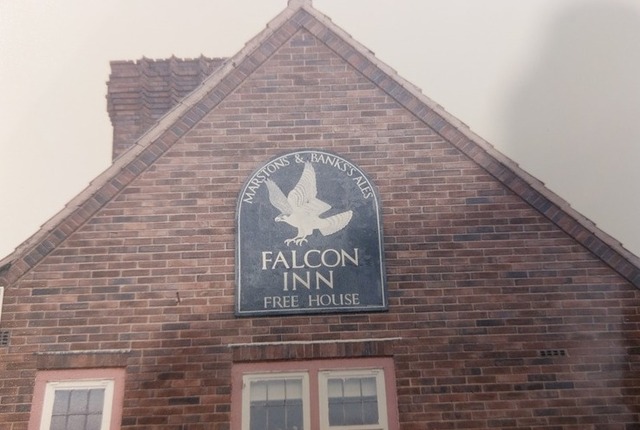 MARSTONS & BANKS'S ALES
FALCON
INN
FREE HOUSE